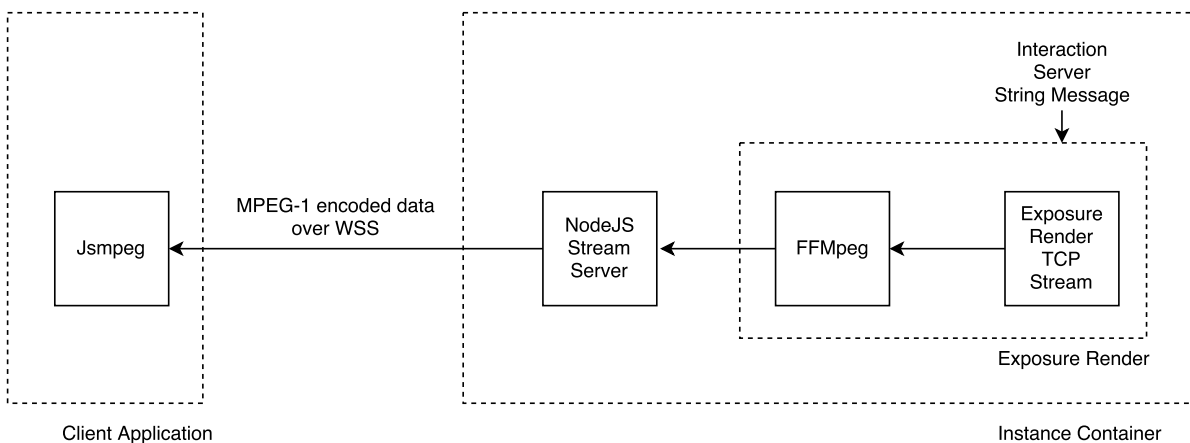 Interaction
Server
String Message
MPEG-1 encoded data
over WSS
Jsmpeg
NodeJS
Stream
Server
FFMpeg
Exposure
Render
TCP
Stream
Exposure Render
Client Application
Instance Container